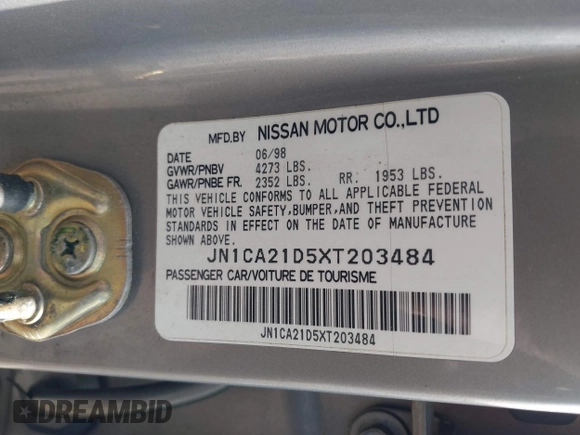 MFD.BY NISSAN MOTOR CO.,LTD
DATE 06/98
GVWR/PNBV 4273 LBS.
GAWR/PNBE FR. 2352 LBS. RR. 1953 LBS.
THIS VEHICLE CONFORMS TO ALL APPLICABLE FEDERAL
MOTOR VEHICLE SAFETY,BUMPER,AND THEFT PREVENTION
STANDARDS IN EFFECT ON THE DATE OF MANUFACTURE
SHOWN ABOVE.
JN1CA21D5XT203484
PASSENGER CAR/VOITURE DE TOURISME
JN1CA21D5XT203484
DREAMBID